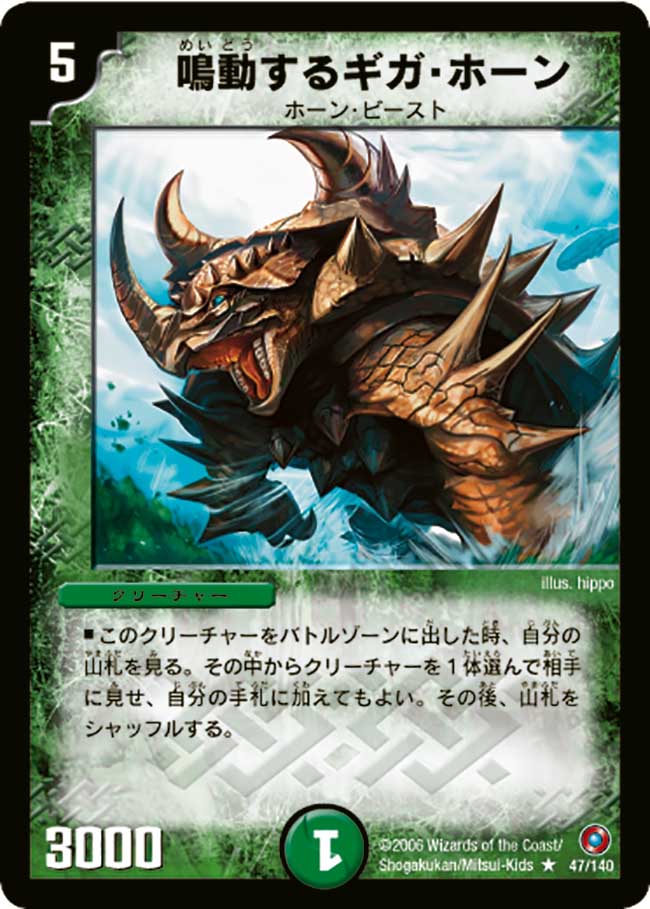 5
めいどう
鳴動するギガ・ホーン
ホーン・ビースト
illus. hippo
クリーチャー
■このクリーチャーをバトルゾーンに出した時、自分の
山札を見る。その中からクリーチャーを1体選んで相手
に見せ、自分の手札に加えてもよい。その後、山札を
シャッフルする。
3000
1
©2006 Wizards of the Coast/
Shogakukan/Mitsui-Kids ★ 47/140